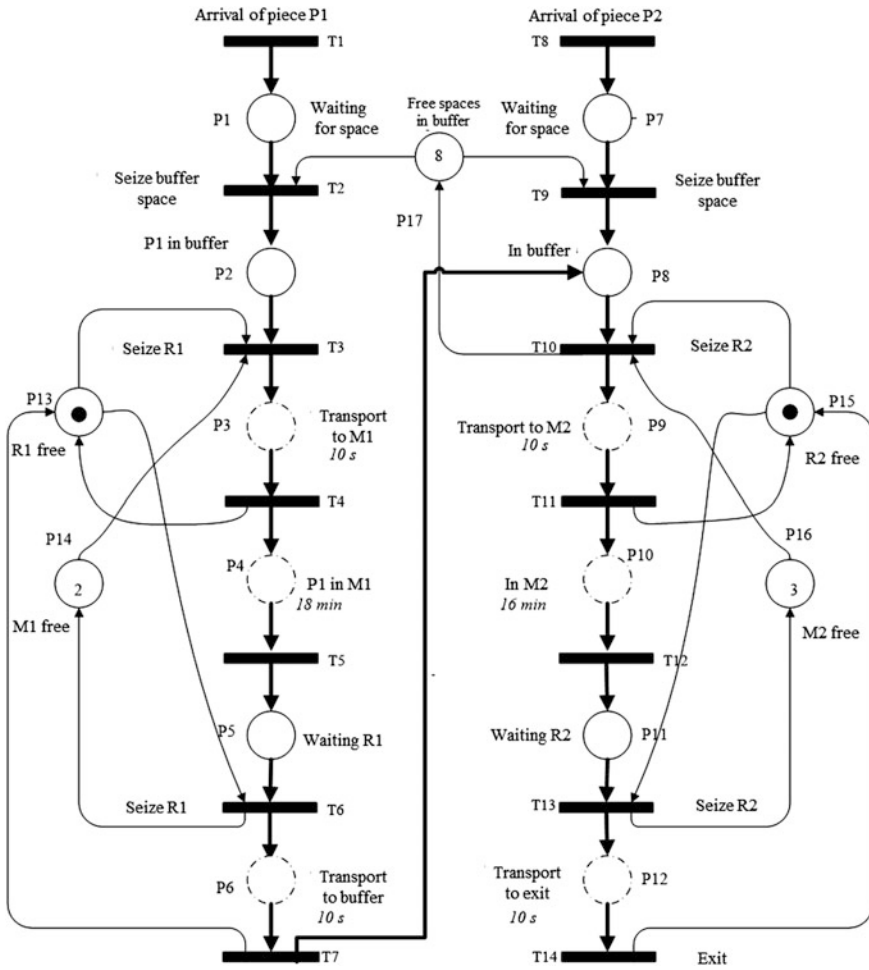 Arrival of piece P1
Arrival of piece P2
T1
T8
P1
Waiting
for space
Free spaces
in buffer
8
Waiting
for space
P7
Seize buffer
space
T2
T9
Seize buffer
space
P17
P1 in buffer
P2
In buffer
P8
Seize R1
T3
T10
Seize R2
P13
R1 free
P3
Transport
to M1
10 s
Transport to M2
10 s
P9
P15
R2 free
T4
T11
P14
2
M1 free
P4
P1 in M1
18 min
In M2
16 min
P10
P16
3
M2 free
T5
T12
P5
Waiting R1
Waiting R2
P11
Seize R1
T6
T13
Seize R2
P6
Transport
to buffer
10 s
Transport
to exit
10 s
P12
T7
T14
Exit